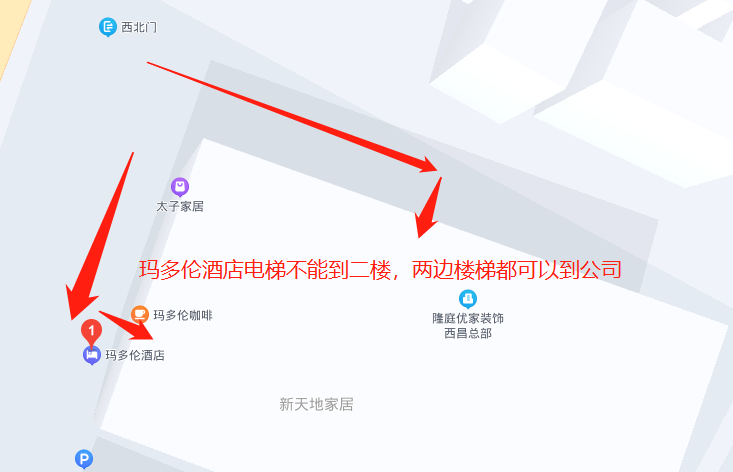 西北门
太子家居
玛多伦酒店电梯不能到二楼，两边楼梯都可以到公司
玛多伦咖啡
隆庭优家装饰
西昌总部
1
玛多伦酒店
新天地家居
P